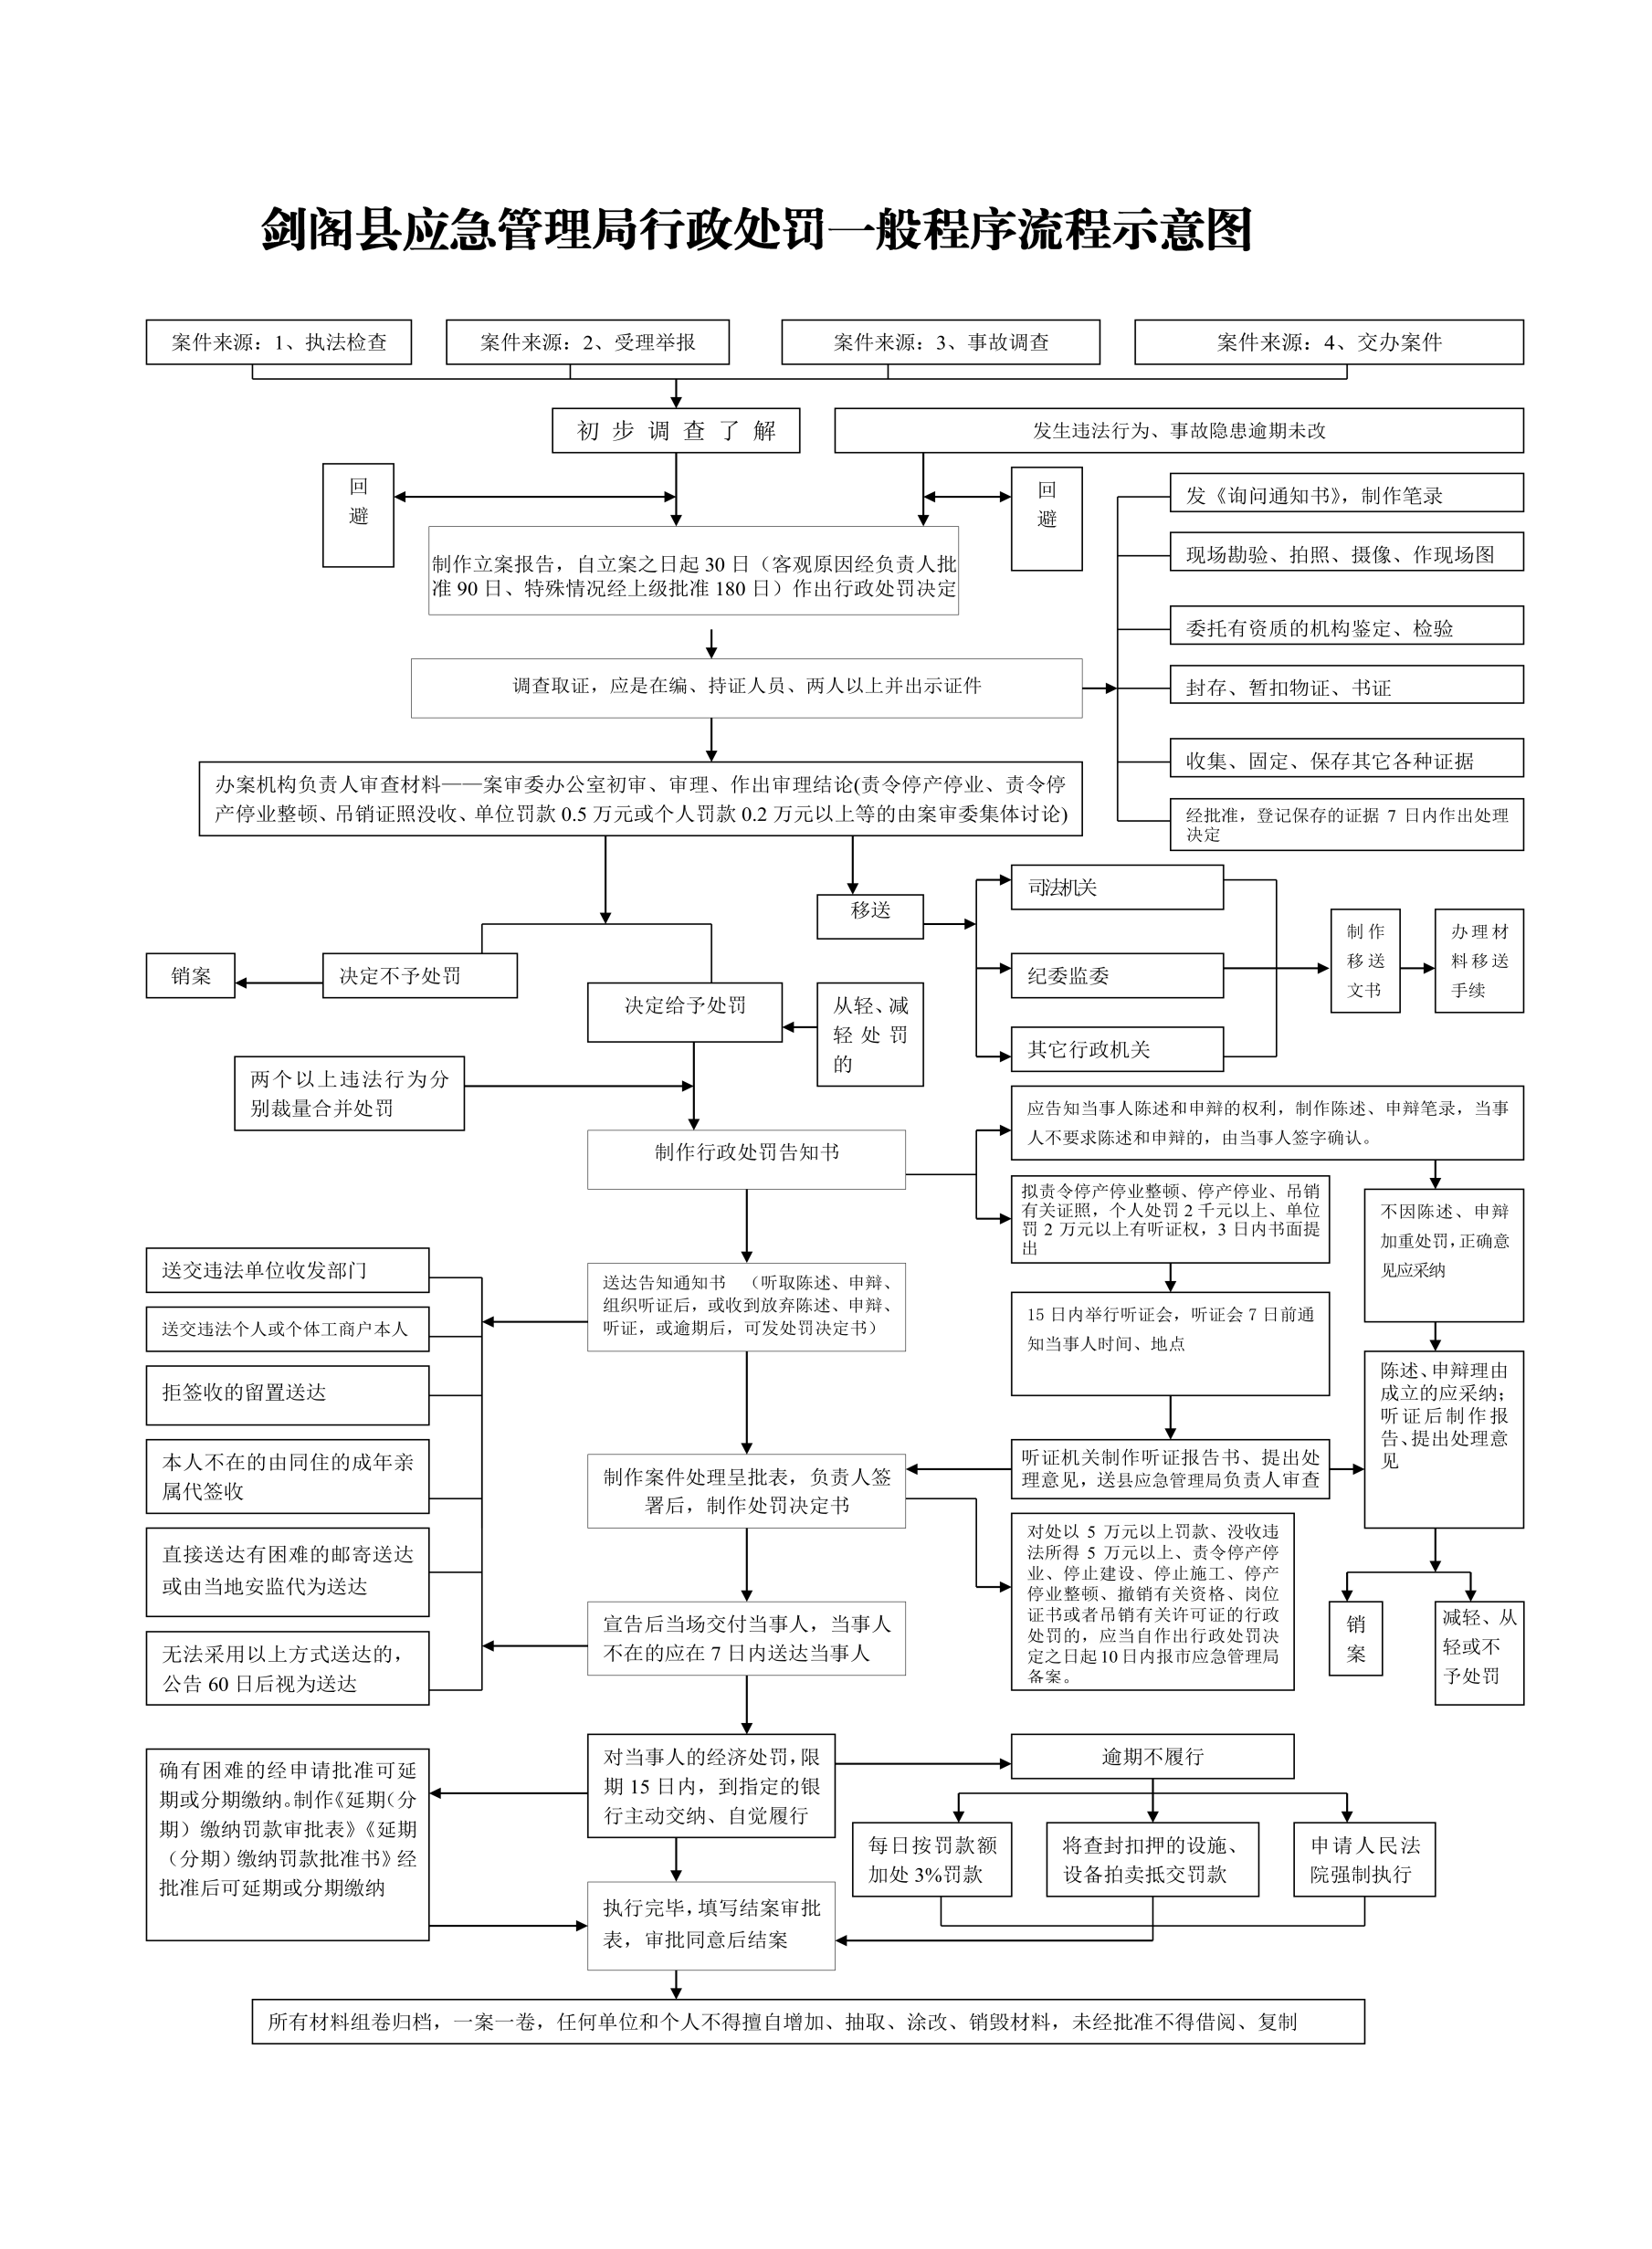 剑阁县应急管理局行政处罚一般程序流程示意图
案件来源：1、执法检查
案件来源：2、受理举报
案件来源：3、事故调查
案件来源：4、交办案件
初步调查了解
发生违法行为、事故隐患逾期未改
回
避
回
避
发《询问通知书》，制作笔录
现场勘验、拍照、摄像、作现场图
委托有资质的机构鉴定、检验
封存、暂扣物证、书证
收集、固定、保存其它各种证据
经批准，登记保存的证据 7 日内作出处理
决定
制作立案报告，自立案之日起 30 日（客观原因经负责人批
准 90 日、特殊情况经上级批准 180 日）作出行政处罚决定
调查取证，应是在编、持证人员、两人以上并出示证件
办案机构负责人审查材料——案审委办公室初审、审理、作出审理结论(责令停产停业、责令停
产停业整顿、吊销证照没收、单位罚款 0.5 万元或个人罚款 0.2 万元以上等的由案审委集体讨论)
移送
司法机关
纪委监委
其它行政机关
制作
移送
文书
办理材
料移送
手续
销案
决定不予处罚
决定给予处罚
从轻、减
轻处罚
的
两个以上违法行为分
别裁量合并处罚
制作行政处罚告知书
应告知当事人陈述和申辩的权利，制作陈述、申辩笔录，当事
人不要求陈述和申辩的，由当事人签字确认。
拟责令停产停业整顿、停产停业、吊销
有关证照，个人处罚 2 千元以上、单位
罚 2 万元以上有听证权，3 日内书面提
出
不因陈述、申辩
加重处罚，正确意
见应采纳
送交违法单位收发部门
送交违法个人或个体工商户本人
拒签收的留置送达
本人不在的由同住的成年亲
属代签收
直接送达有困难的邮寄送达
或由当地安监代为送达
无法采用以上方式送达的，
公告 60 日后视为送达
送达告知通知书 （听取陈述、申辩、
组织听证后，或收到放弃陈述、申辩、
听证，或逾期后，可发处罚决定书）
15 日内举行听证会，听证会 7 日前通
知当事人时间、地点
陈述、申辩理由
成立的应采纳；
听证后制作报
告、提出处理意
见
制作案件处理呈批表，负责人签
署后，制作处罚决定书
听证机关制作听证报告书、提出处
理意见，送县应急管理局负责人审查
对处以 5 万元以上罚款、没收违
法所得 5 万元以上、责令停产停
业、停止建设、停止施工、停产
停业整顿、撤销有关资格、岗位
证书或者吊销有关许可证的行政
处罚的，应当自作出行政处罚决
定之日起 10 日内报市应急管理局
备案。
销
案
减轻、从
轻或不
予处罚
宣告后当场交付当事人，当事人
不在的应在 7 日内送达当事人
对当事人的经济处罚，限
期 15 日内，到指定的银
行主动交纳、自觉履行
逾期不履行
确有困难的经申请批准可延
期或分期缴纳。制作《延期（分
期）缴纳罚款审批表》《延期
（分期）缴纳罚款批准书》经
批准后可延期或分期缴纳
每日按罚款额
加处 3%罚款
将查封扣押的设施、
设备拍卖抵交罚款
申请人民法
院强制执行
执行完毕，填写结案审批
表，审批同意后结案
所有材料组卷归档，一案一卷，任何单位和个人不得擅自增加、抽取、涂改、销毁材料，未经批准不得借阅、复制